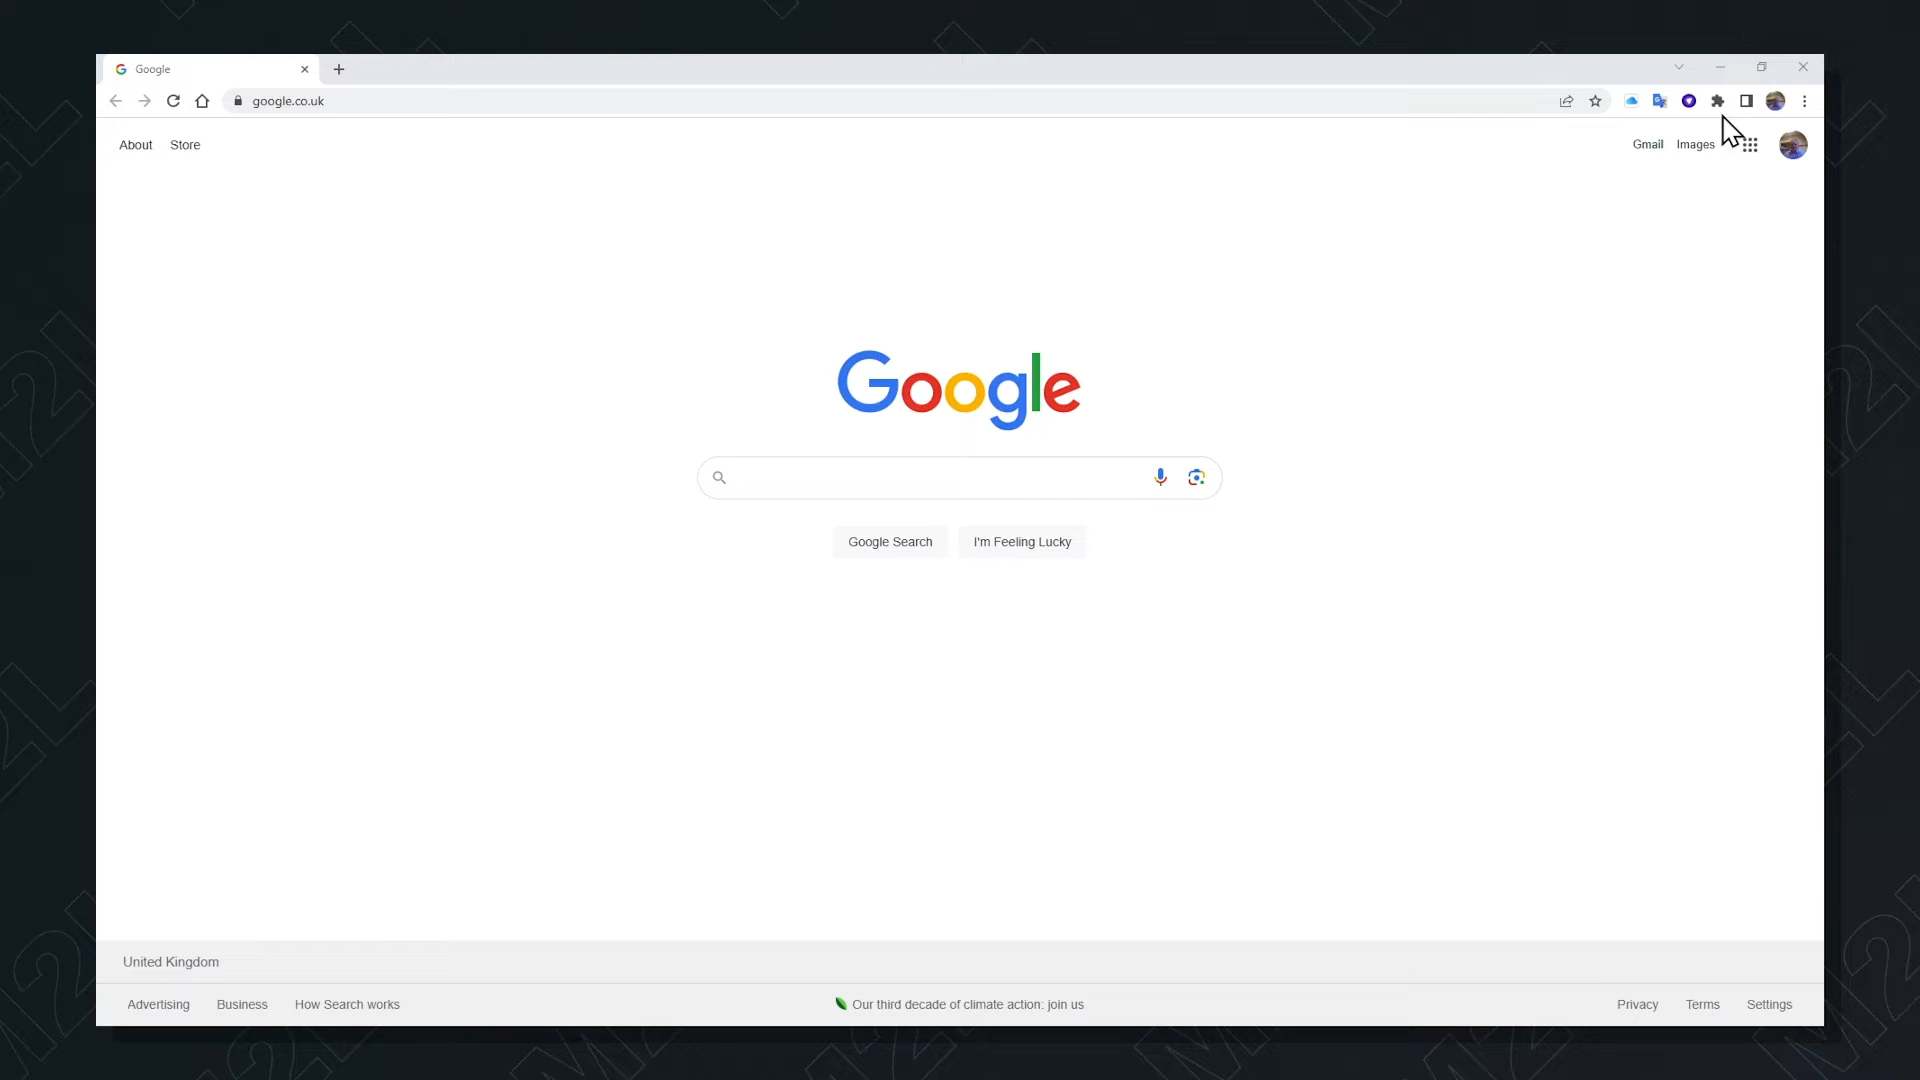 Google
google.co.uk
About Store
Gmail Images
Google
Google Search I'm Feeling Lucky
United Kingdom
Advertising Business How Search works
Our third decade of climate action: join us
Privacy Terms Settings
M2L